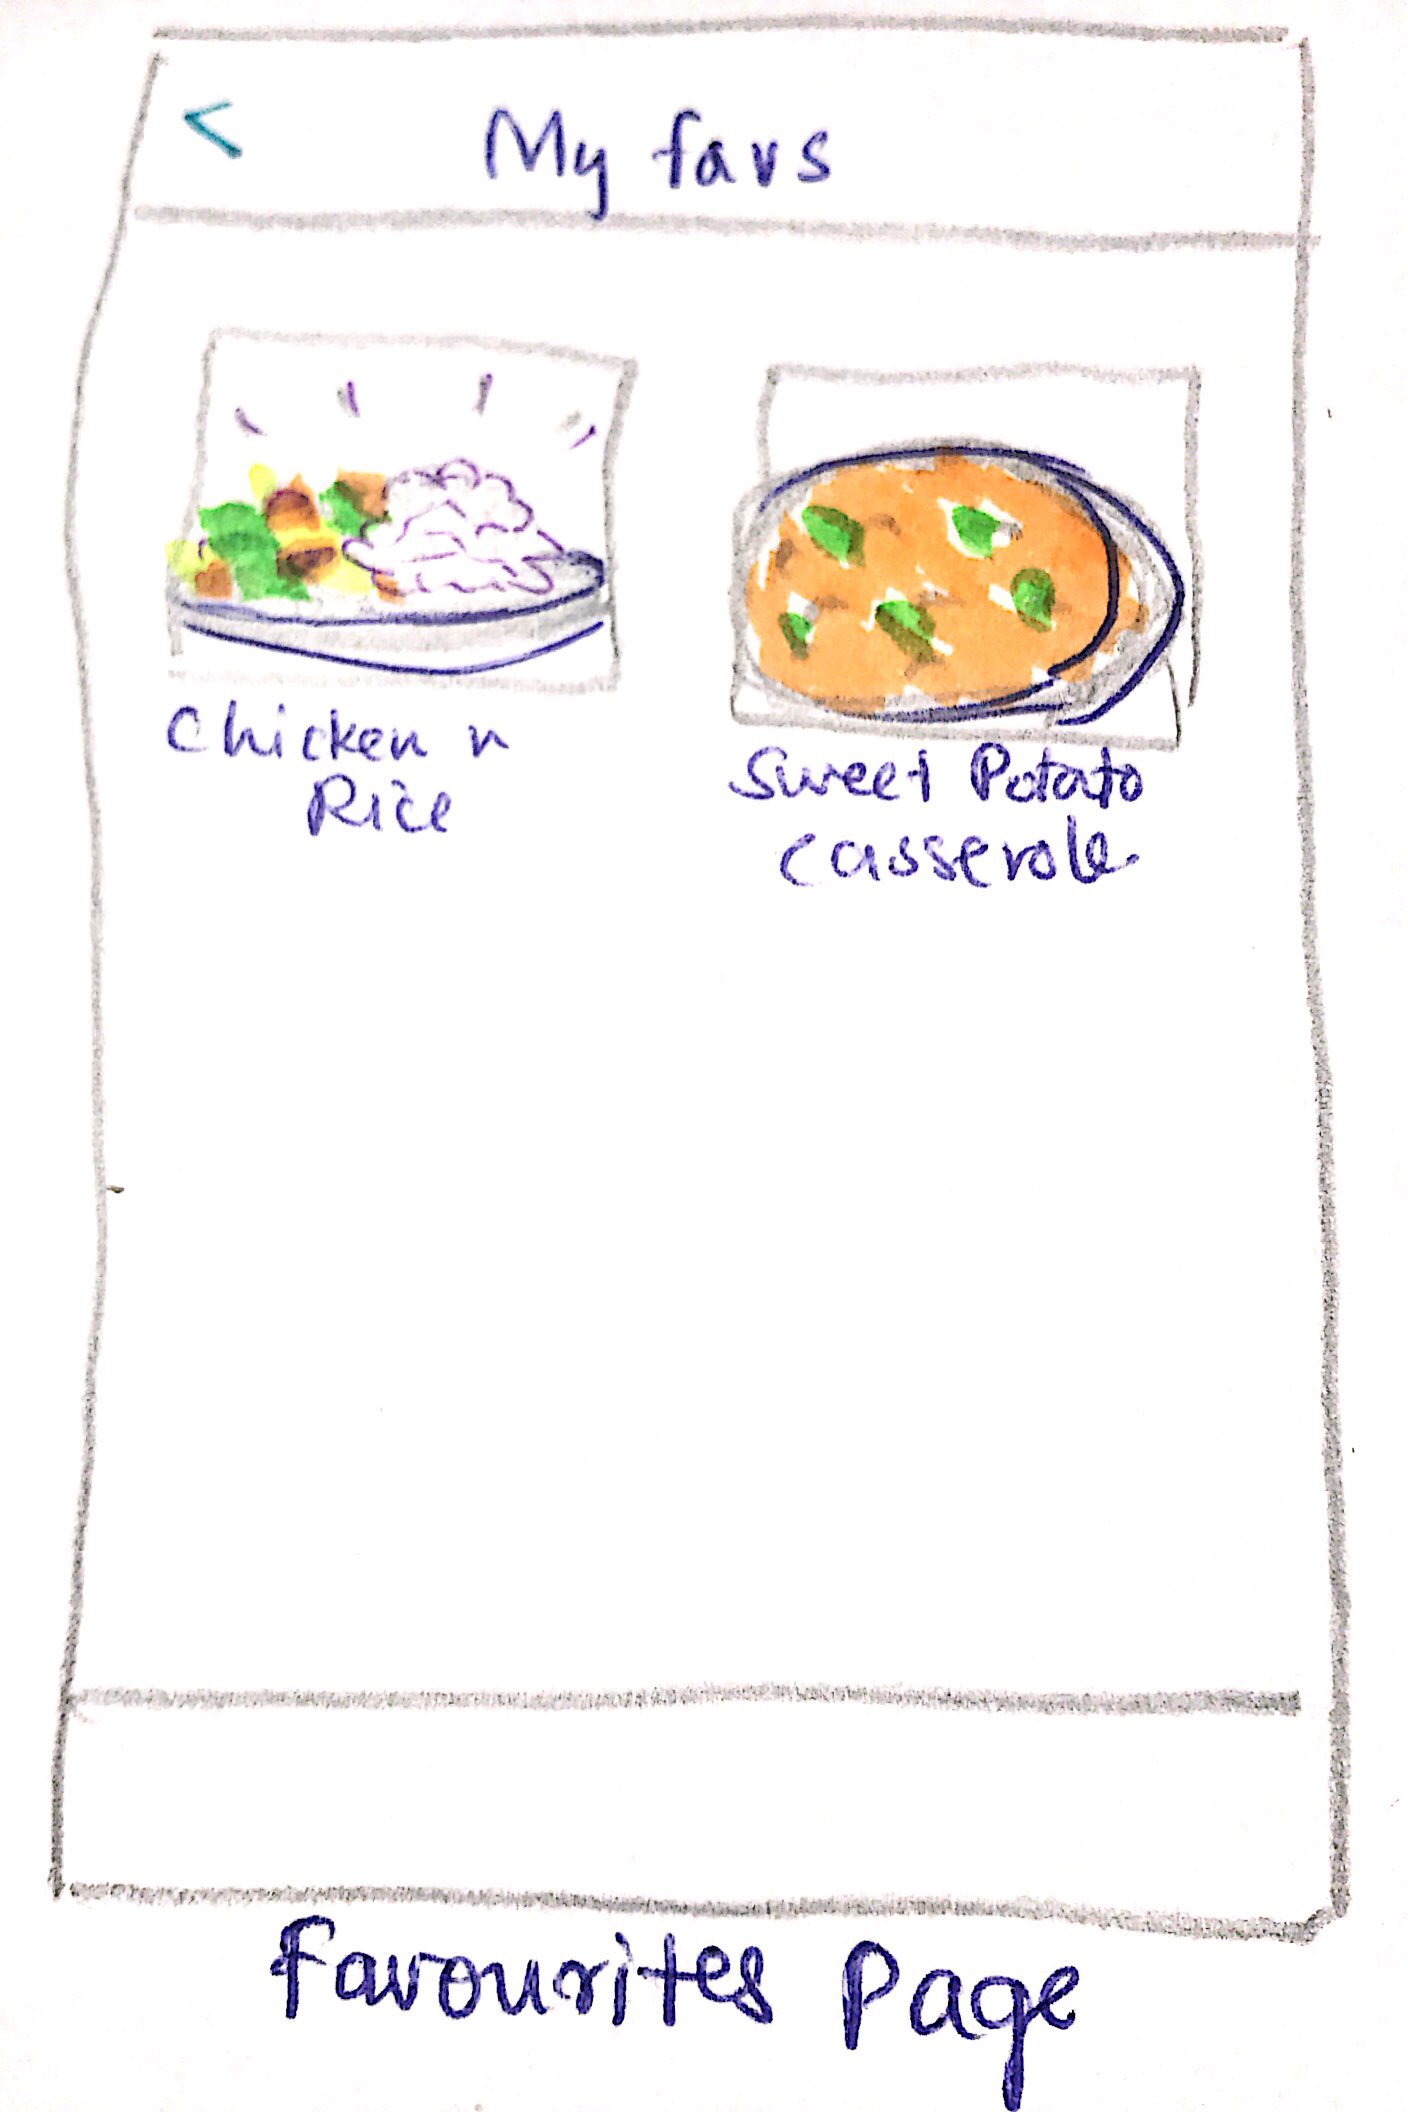 <
My favs
Chicken n
Rice
Sweet Potato
casserole
Favourites Page